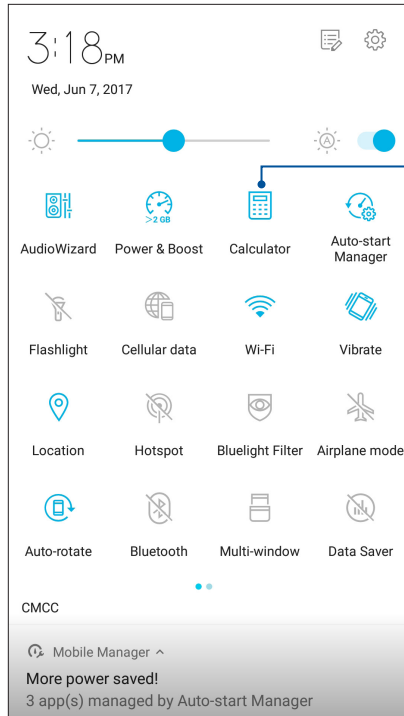 3:18 PM
Wed, Jun 7, 2017
A
>2 GB
AudioWizard Power & Boost Calculator Auto-start Manager
Flashlight Cellular data Wi-Fi Vibrate
Location Hotspot Bluelight Filter Airplane mode
Auto-rotate Bluetooth Multi-window Data Saver
CMCC
Mobile Manager
More power saved!
3 app(s) managed by Auto-start Manager